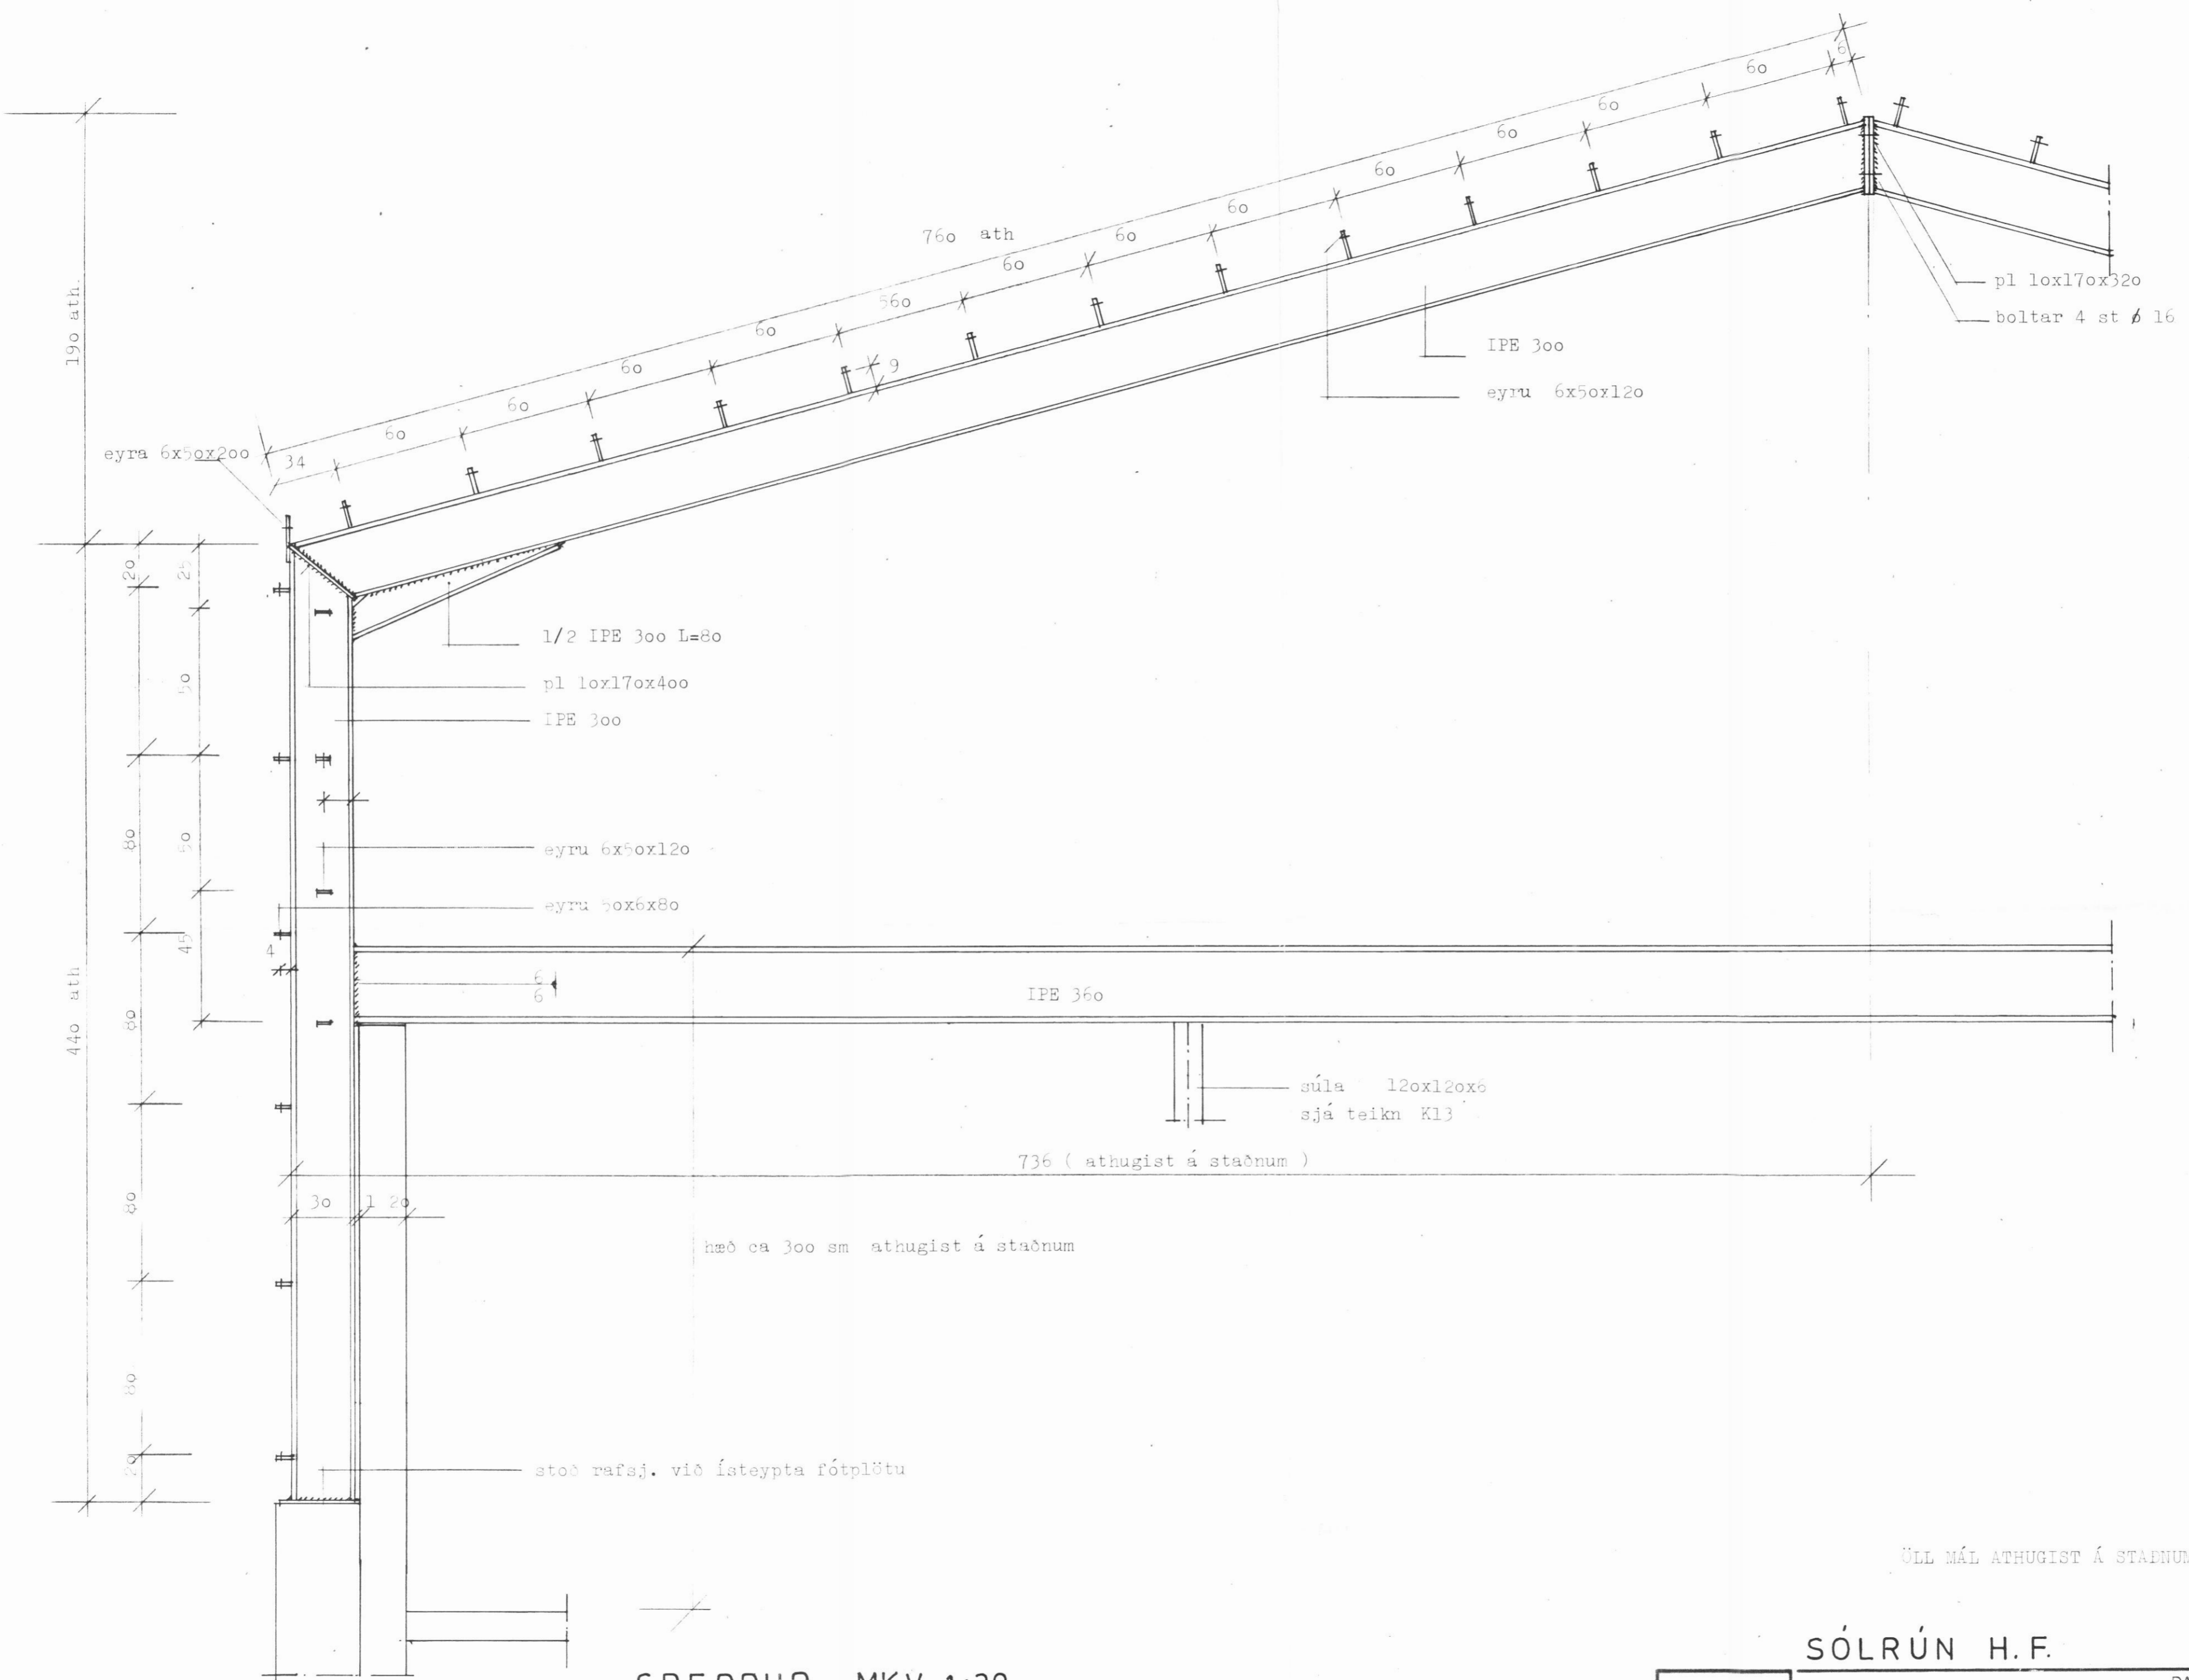 6
60
60
60
60
60
60
60
560
60
60
60
60
34
760 ath
9
190 ath.
pl 10x170x320
boltar 4 st ø 16
IPE 300
eyru 6x50x120
eyra 6x50x200
20
25
1/2 IPE 300 L=80
pl 10x170x400
IPE 300
80
eyru 6x50x120
eyru 50x6x80
45
4
440 ath
6
6
IPE 360
80
súla 120x120x6
sjá teikn K13
736 ( athugist á staðnum )
80
30 1 20
hæð ca 300 sm athugist á staðnum
80
20
stoð rafsj. við ísteypta fótplötu
ÖLL MÁL ATHUGIST Á STAÐNUM
SÓLRÚN H.F.
MKV 1:20